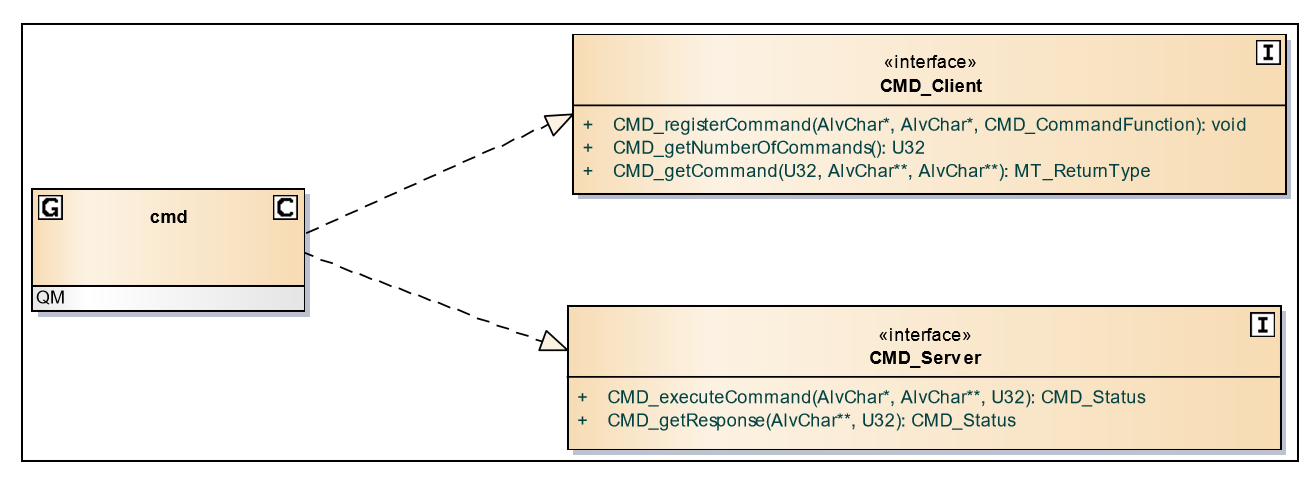 «interface»
CMD_Client
I
+ CMD_registerCommand(AlvChar*, AlvChar*, CMD_CommandFunction): void
+ CMD_getNumberOfCommands(): U32
+ CMD_getCommand(U32, AlvChar**, AlvChar**): MT_ReturnType
G
cmd
C
QM
«interface»
CMD_Server
I
+ CMD_executeCommand(AlvChar*, AlvChar**, U32): CMD_Status
+ CMD_getResponse(AlvChar**, U32): CMD_Status